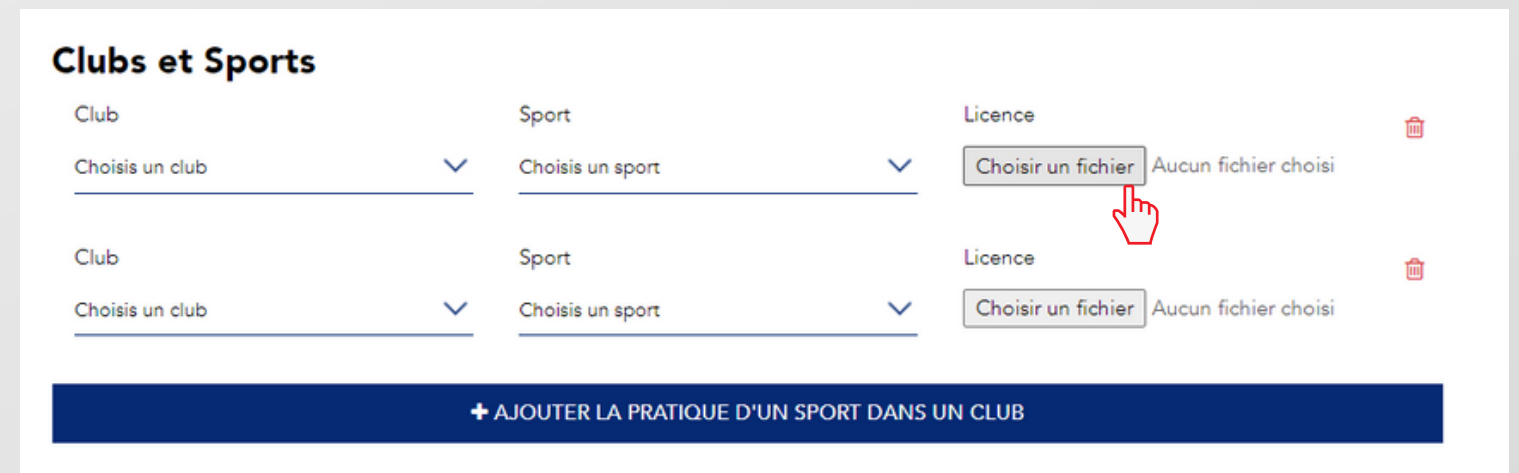 Clubs et Sports
Club Sport Licence
Choisis un club Choisis un sport Choisir un fichier Aucun fichier choisi
Club Sport Licence
Choisis un club Choisis un sport Choisir un fichier Aucun fichier choisi
+ AJOUTER LA PRATIQUE D'UN SPORT DANS UN CLUB